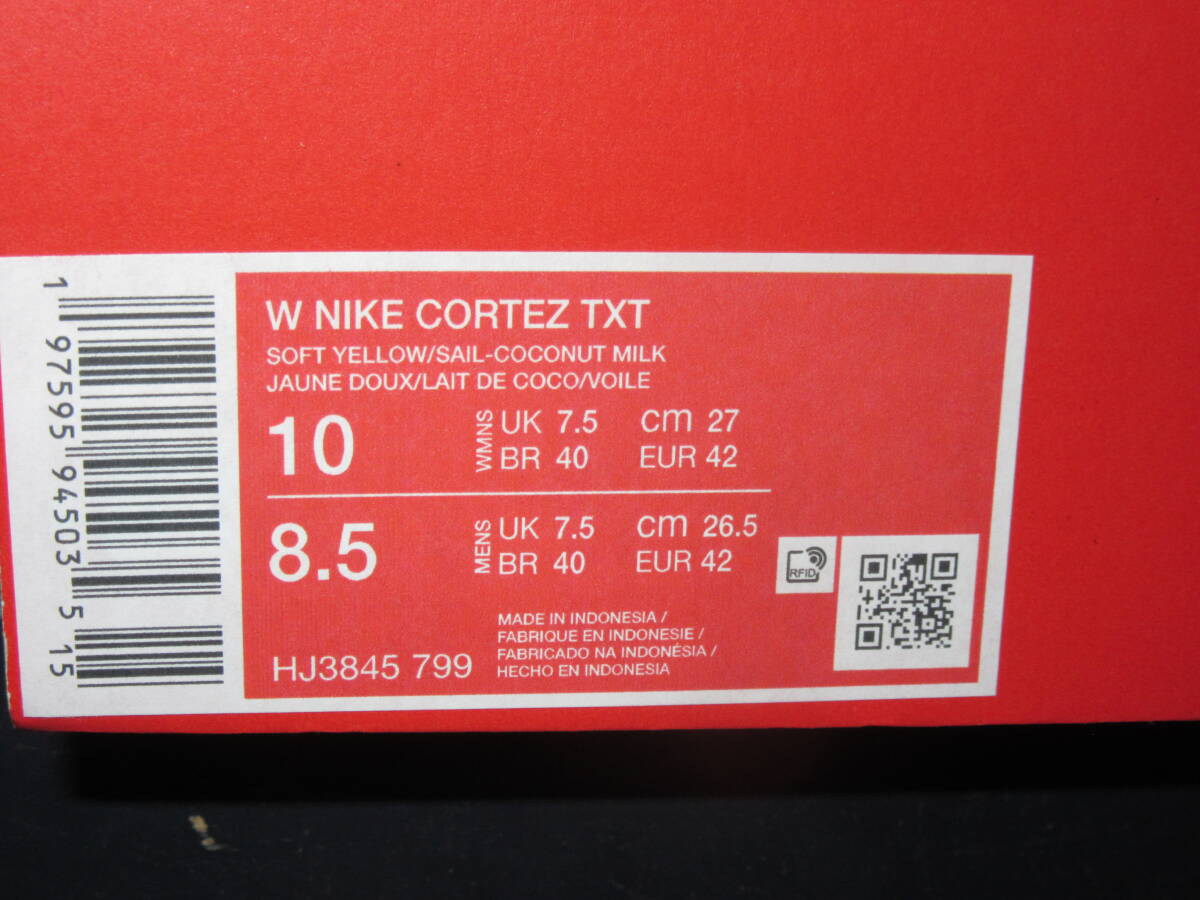 W NIKE CORTEZ TXT
SOFT YELLOW/SAIL-COCONUT MILK
JAUNE DOUX/LAIT DE COCO/VOILE
10
WMNS
UK 7.5 cm 27
BR 40 EUR 42
8.5
MENS
UK 7.5 cm 26.5
BR 40 EUR 42
RFID
MADE IN INDONESIA /
FABRIQUE EN INDONESIE /
FABRICADO NA INDONÉSIA /
HECHO EN INDONESIA
HJ3845 799
1 97595 94503 5 15